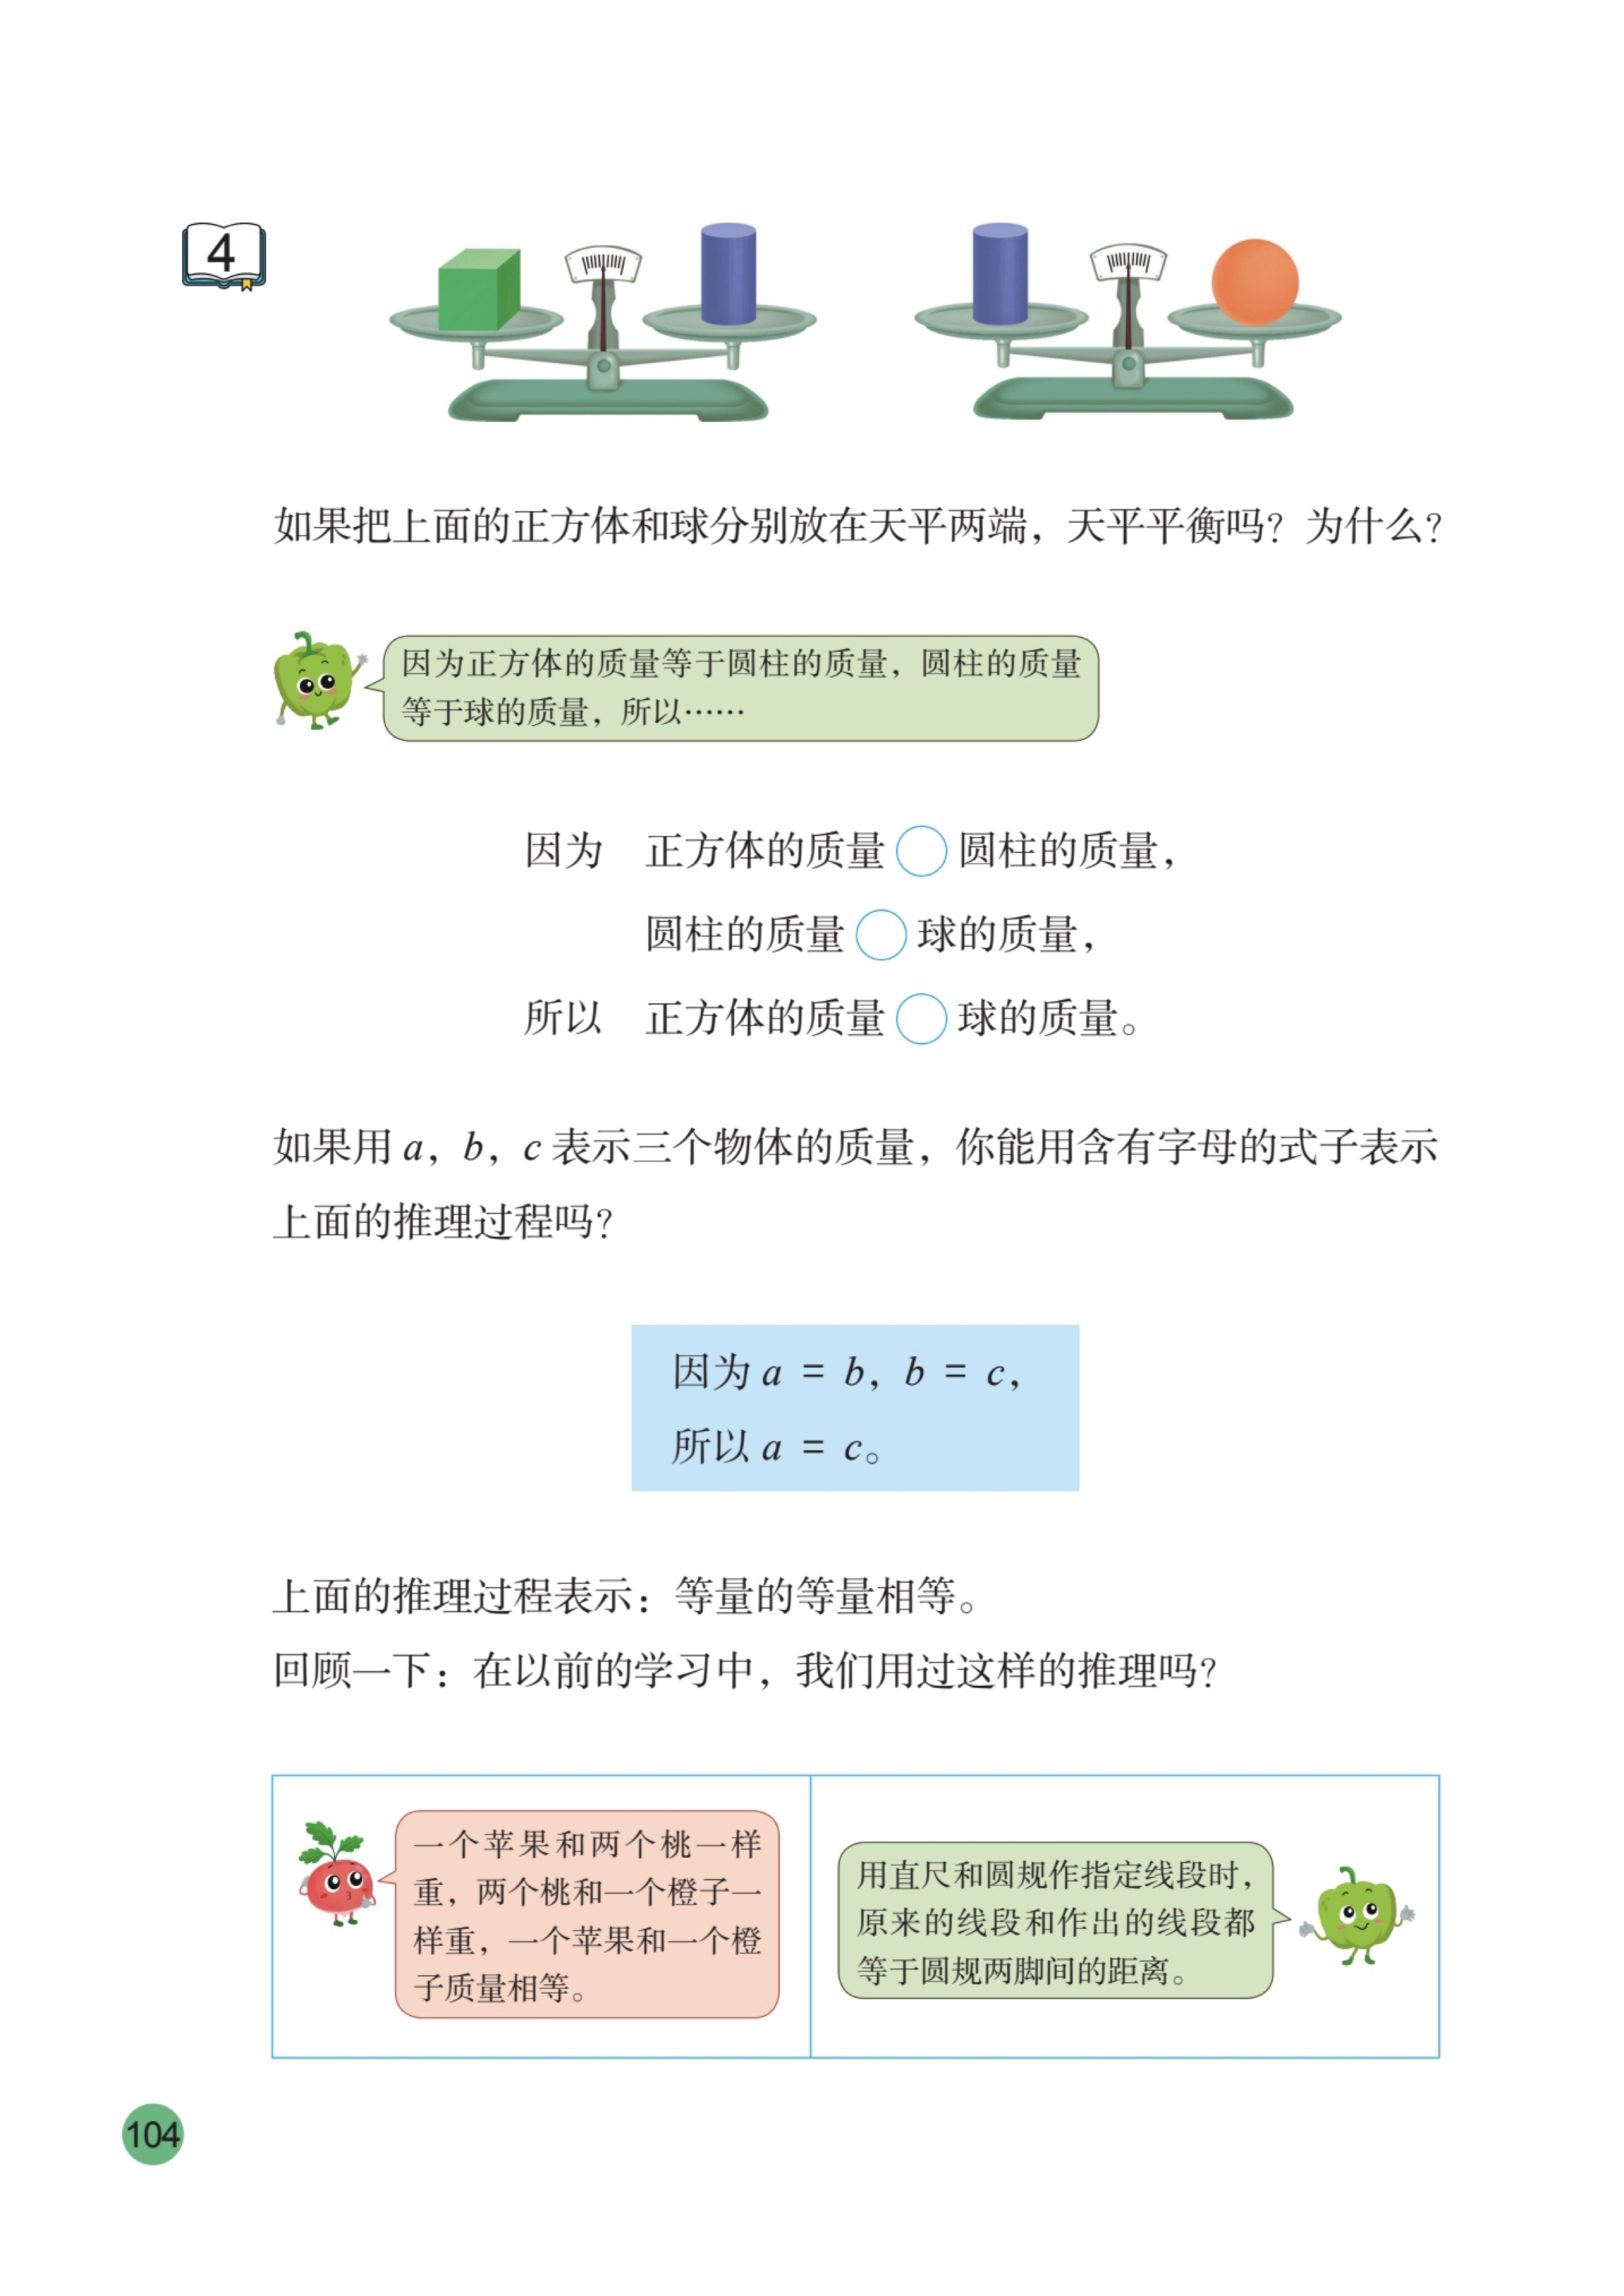 4
如果把上面的正方体和球分别放在天平两端，天平平衡吗？为什么？
因为正方体的质量等于圆柱的质量，圆柱的质量
等于球的质量，所以……
因为 正方体的质量○圆柱的质量，
圆柱的质量○球的质量，
所以 正方体的质量○球的质量。
如果用 a，b，c 表示三个物体的质量，你能用含有字母的式子表示
上面的推理过程吗？
因为 a = b，b = c，
所以 a = c。
上面的推理过程表示：等量的等量相等。
回顾一下：在以前的学习中，我们用过这样的推理吗？
一个苹果和两个桃一样
重，两个桃和一个橙子一
样重，一个苹果和一个橙
子质量相等。
用直尺和圆规作指定线段时，
原来的线段和作出的线段都
等于圆规两脚间的距离。
104